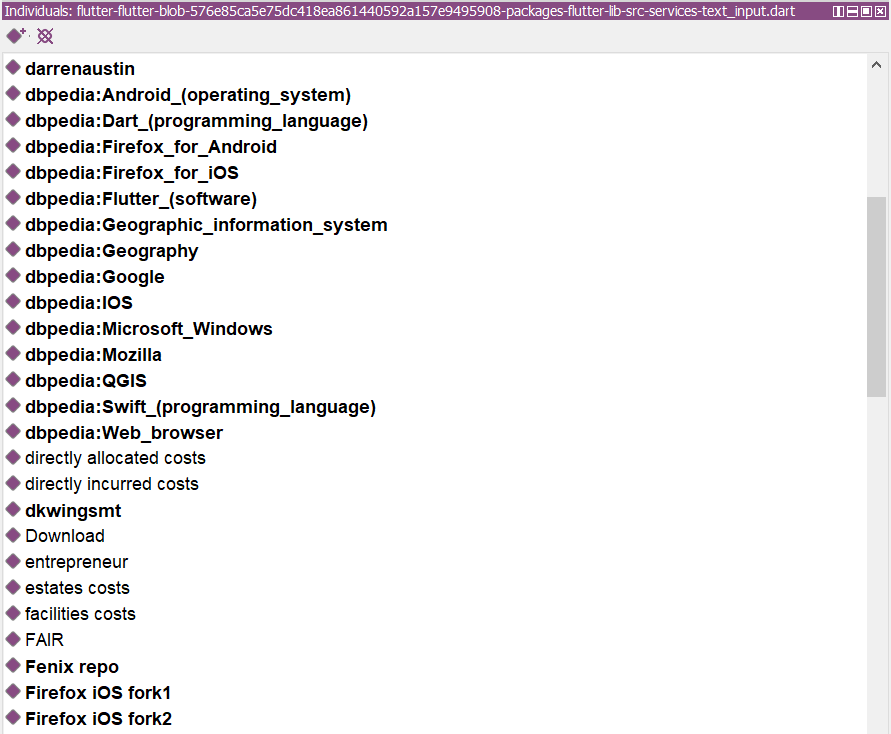 Individuals: flutter-flutter-blob-576e85ca5e75dc418ea861440592a157e9495908-packages-flutter-lib-src-services-text_input.dart
darrenaustin
dbpedia:Android_(operating_system)
dbpedia:Dart_(programming_language)
dbpedia:Firefox_for_Android
dbpedia:Firefox_for_iOS
dbpedia:Flutter_(software)
dbpedia:Geographic_information_system
dbpedia:Geography
dbpedia:Google
dbpedia:IOS
dbpedia:Microsoft_Windows
dbpedia:Mozilla
dbpedia:QGIS
dbpedia:Swift_(programming_language)
dbpedia:Web_browser
directly allocated costs
directly incurred costs
dkwingsmt
Download
entrepreneur
estates costs
facilities costs
FAIR
Fenix repo
Firefox iOS fork1
Firefox iOS fork2